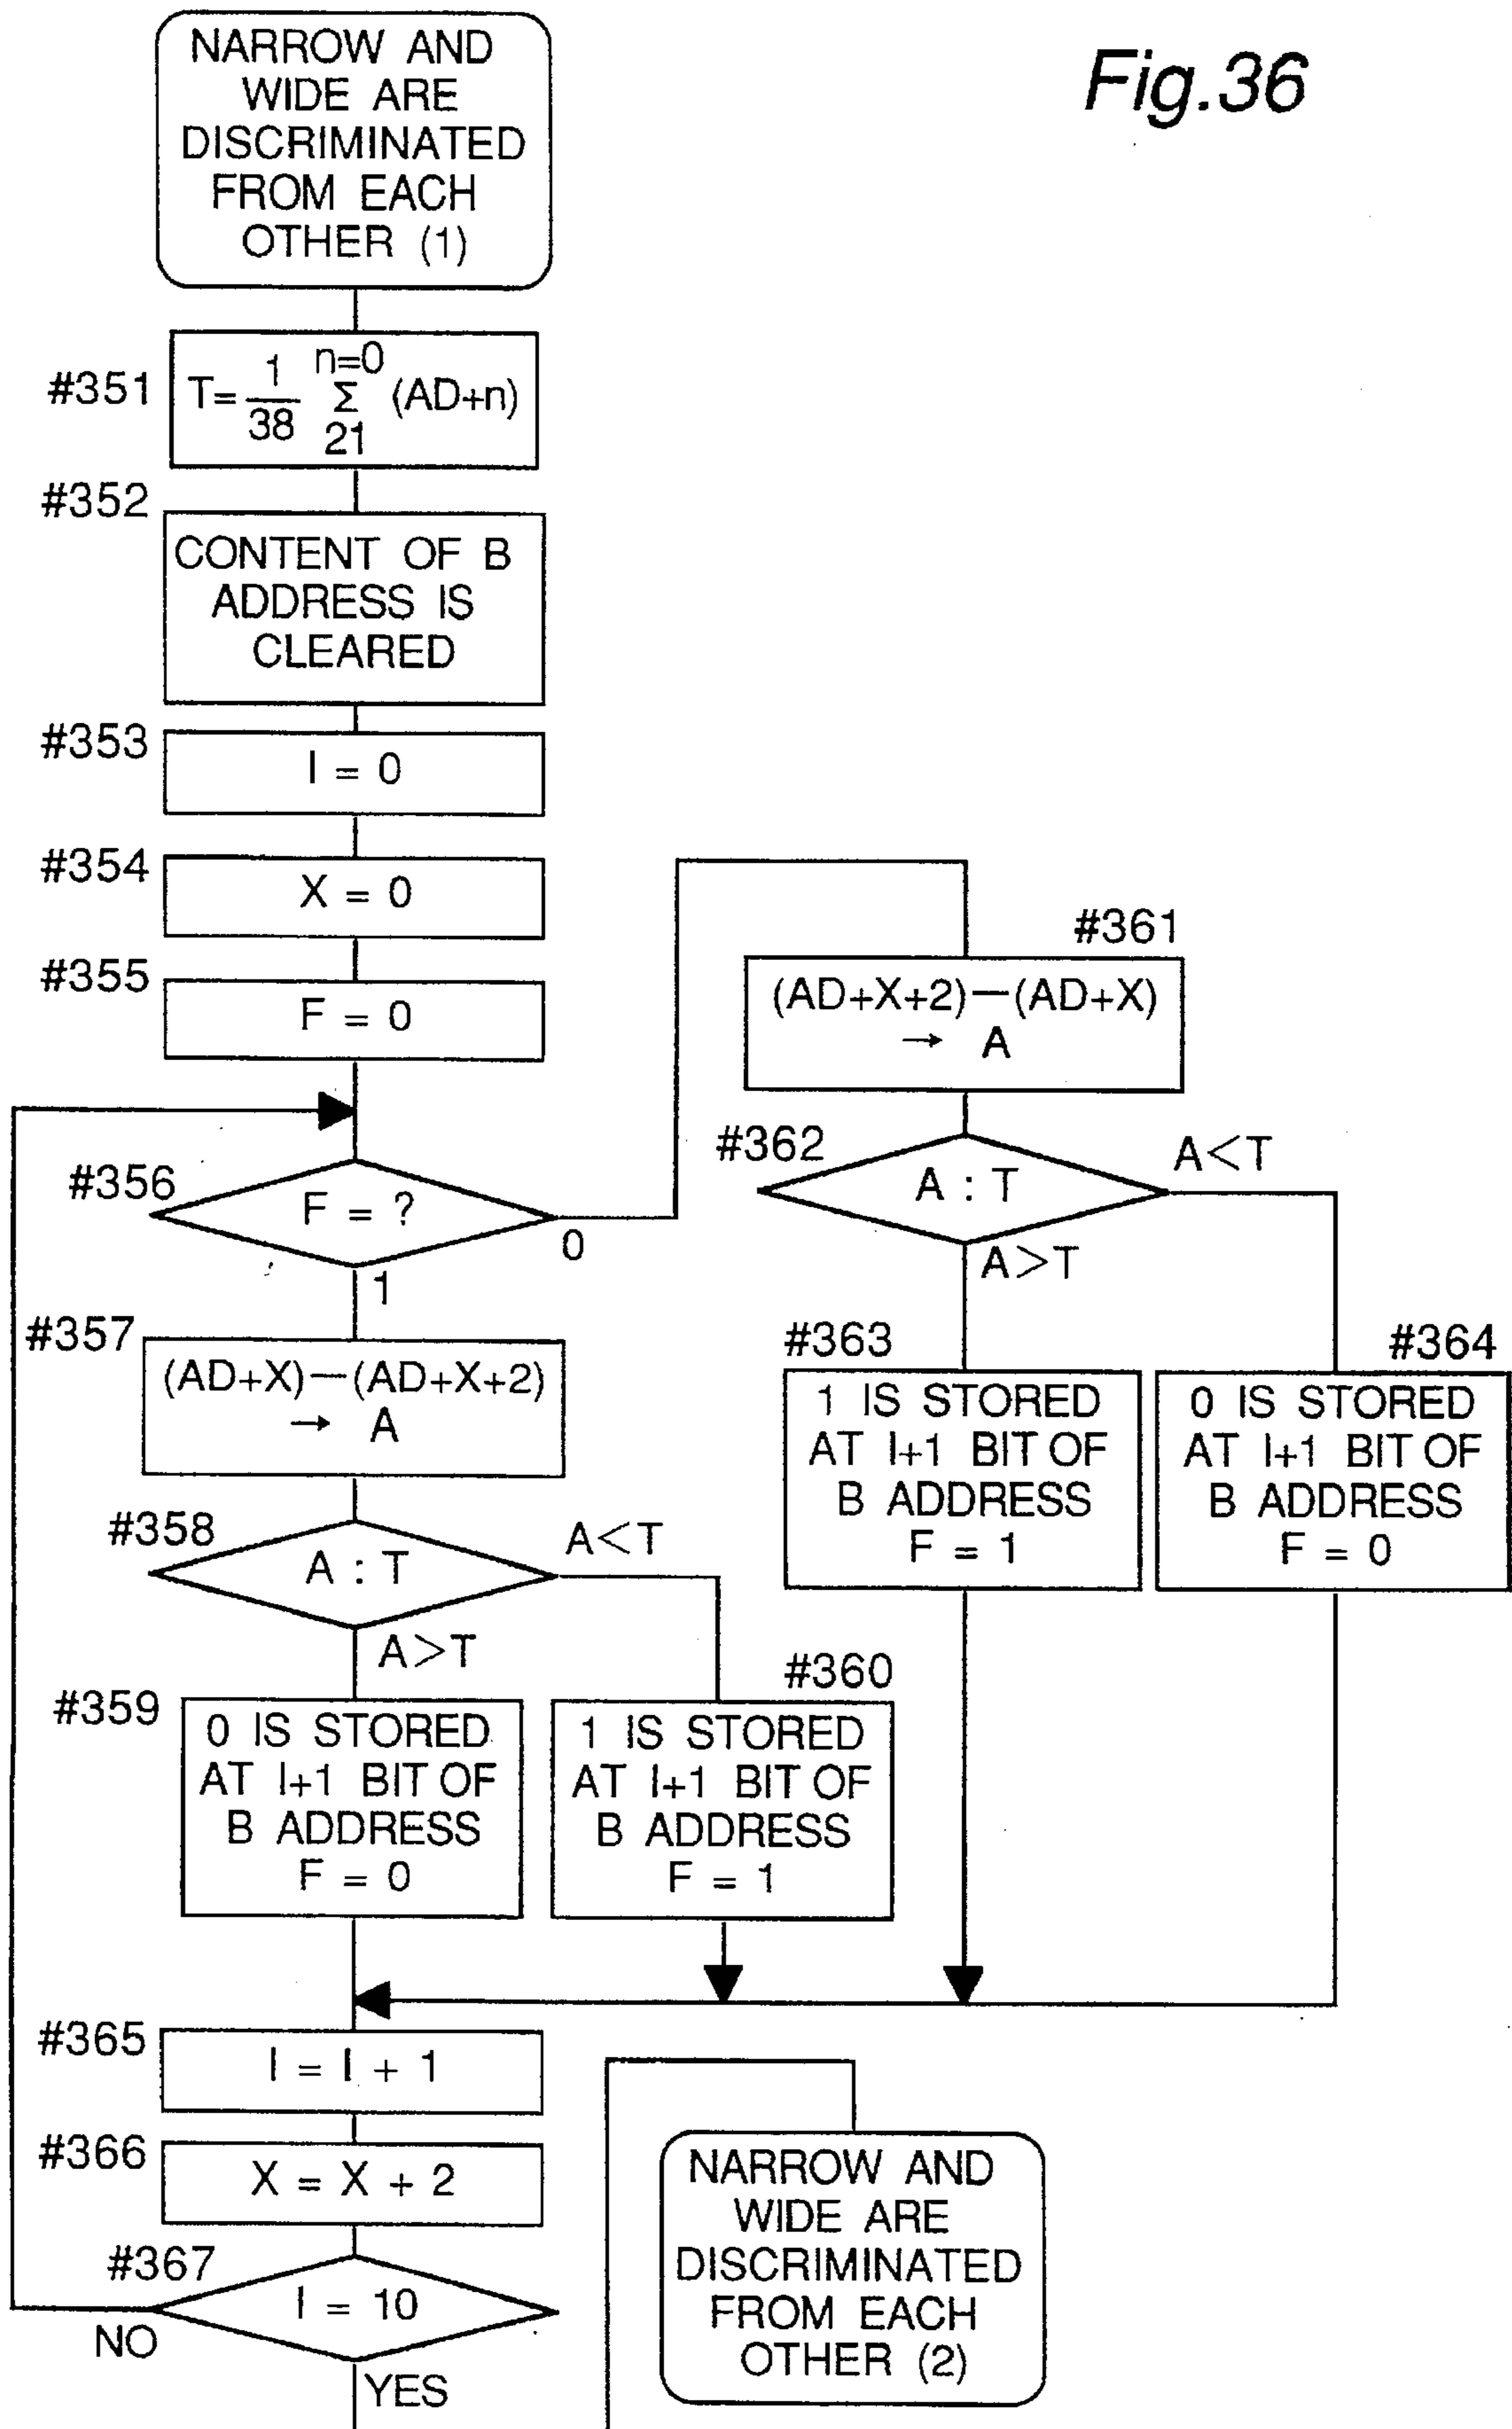 Fig.36
NARROW AND
WIDE ARE
DISCRIMINATED
FROM EACH
OTHER (1)
#351
T= 1/38 n=0 Σ 21 (AD+n)
#352
CONTENT OF B
ADDRESS IS
CLEARED
#353
I = 0
#354
X = 0
#355
F = 0
#356
F = ?
0
1
#357
(AD+X)—(AD+X+2)
→ A
#358
A : T
A<T
A>T
#359
0 IS STORED
AT I+1 BIT OF
B ADDRESS
F = 0
#360
1 IS STORED
AT I+1 BIT OF
B ADDRESS
F = 1
#361
(AD+X+2)—(AD+X)
→ A
#362
A : T
A<T
A>T
#363
1 IS STORED
AT I+1 BIT OF
B ADDRESS
F = 1
#364
0 IS STORED
AT I+1 BIT OF
B ADDRESS
F = 0
#365
I = I + 1
#366
X = X + 2
#367
I = 10
NO
YES
NARROW AND
WIDE ARE
DISCRIMINATED
FROM EACH
OTHER (2)